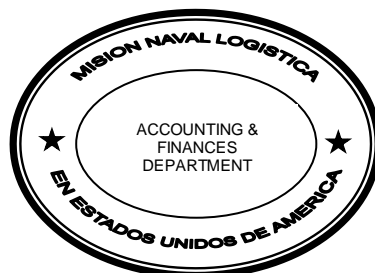 MISION NAVAL LOGISTICA
ACCOUNTING &
FINANCES
DEPARTMENT
EN ESTADOS UNIDOS DE AMERICA